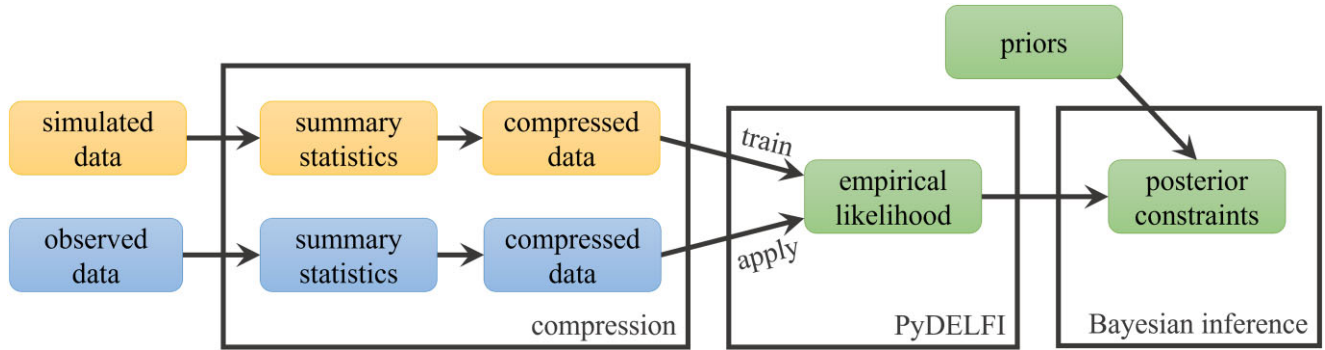 priors
simulated
data
summary
statistics
compressed
data
train
empirical
likelihood
posterior
constraints
observed
data
summary
statistics
compressed
data
apply
compression
PyDELFI
Bayesian inference